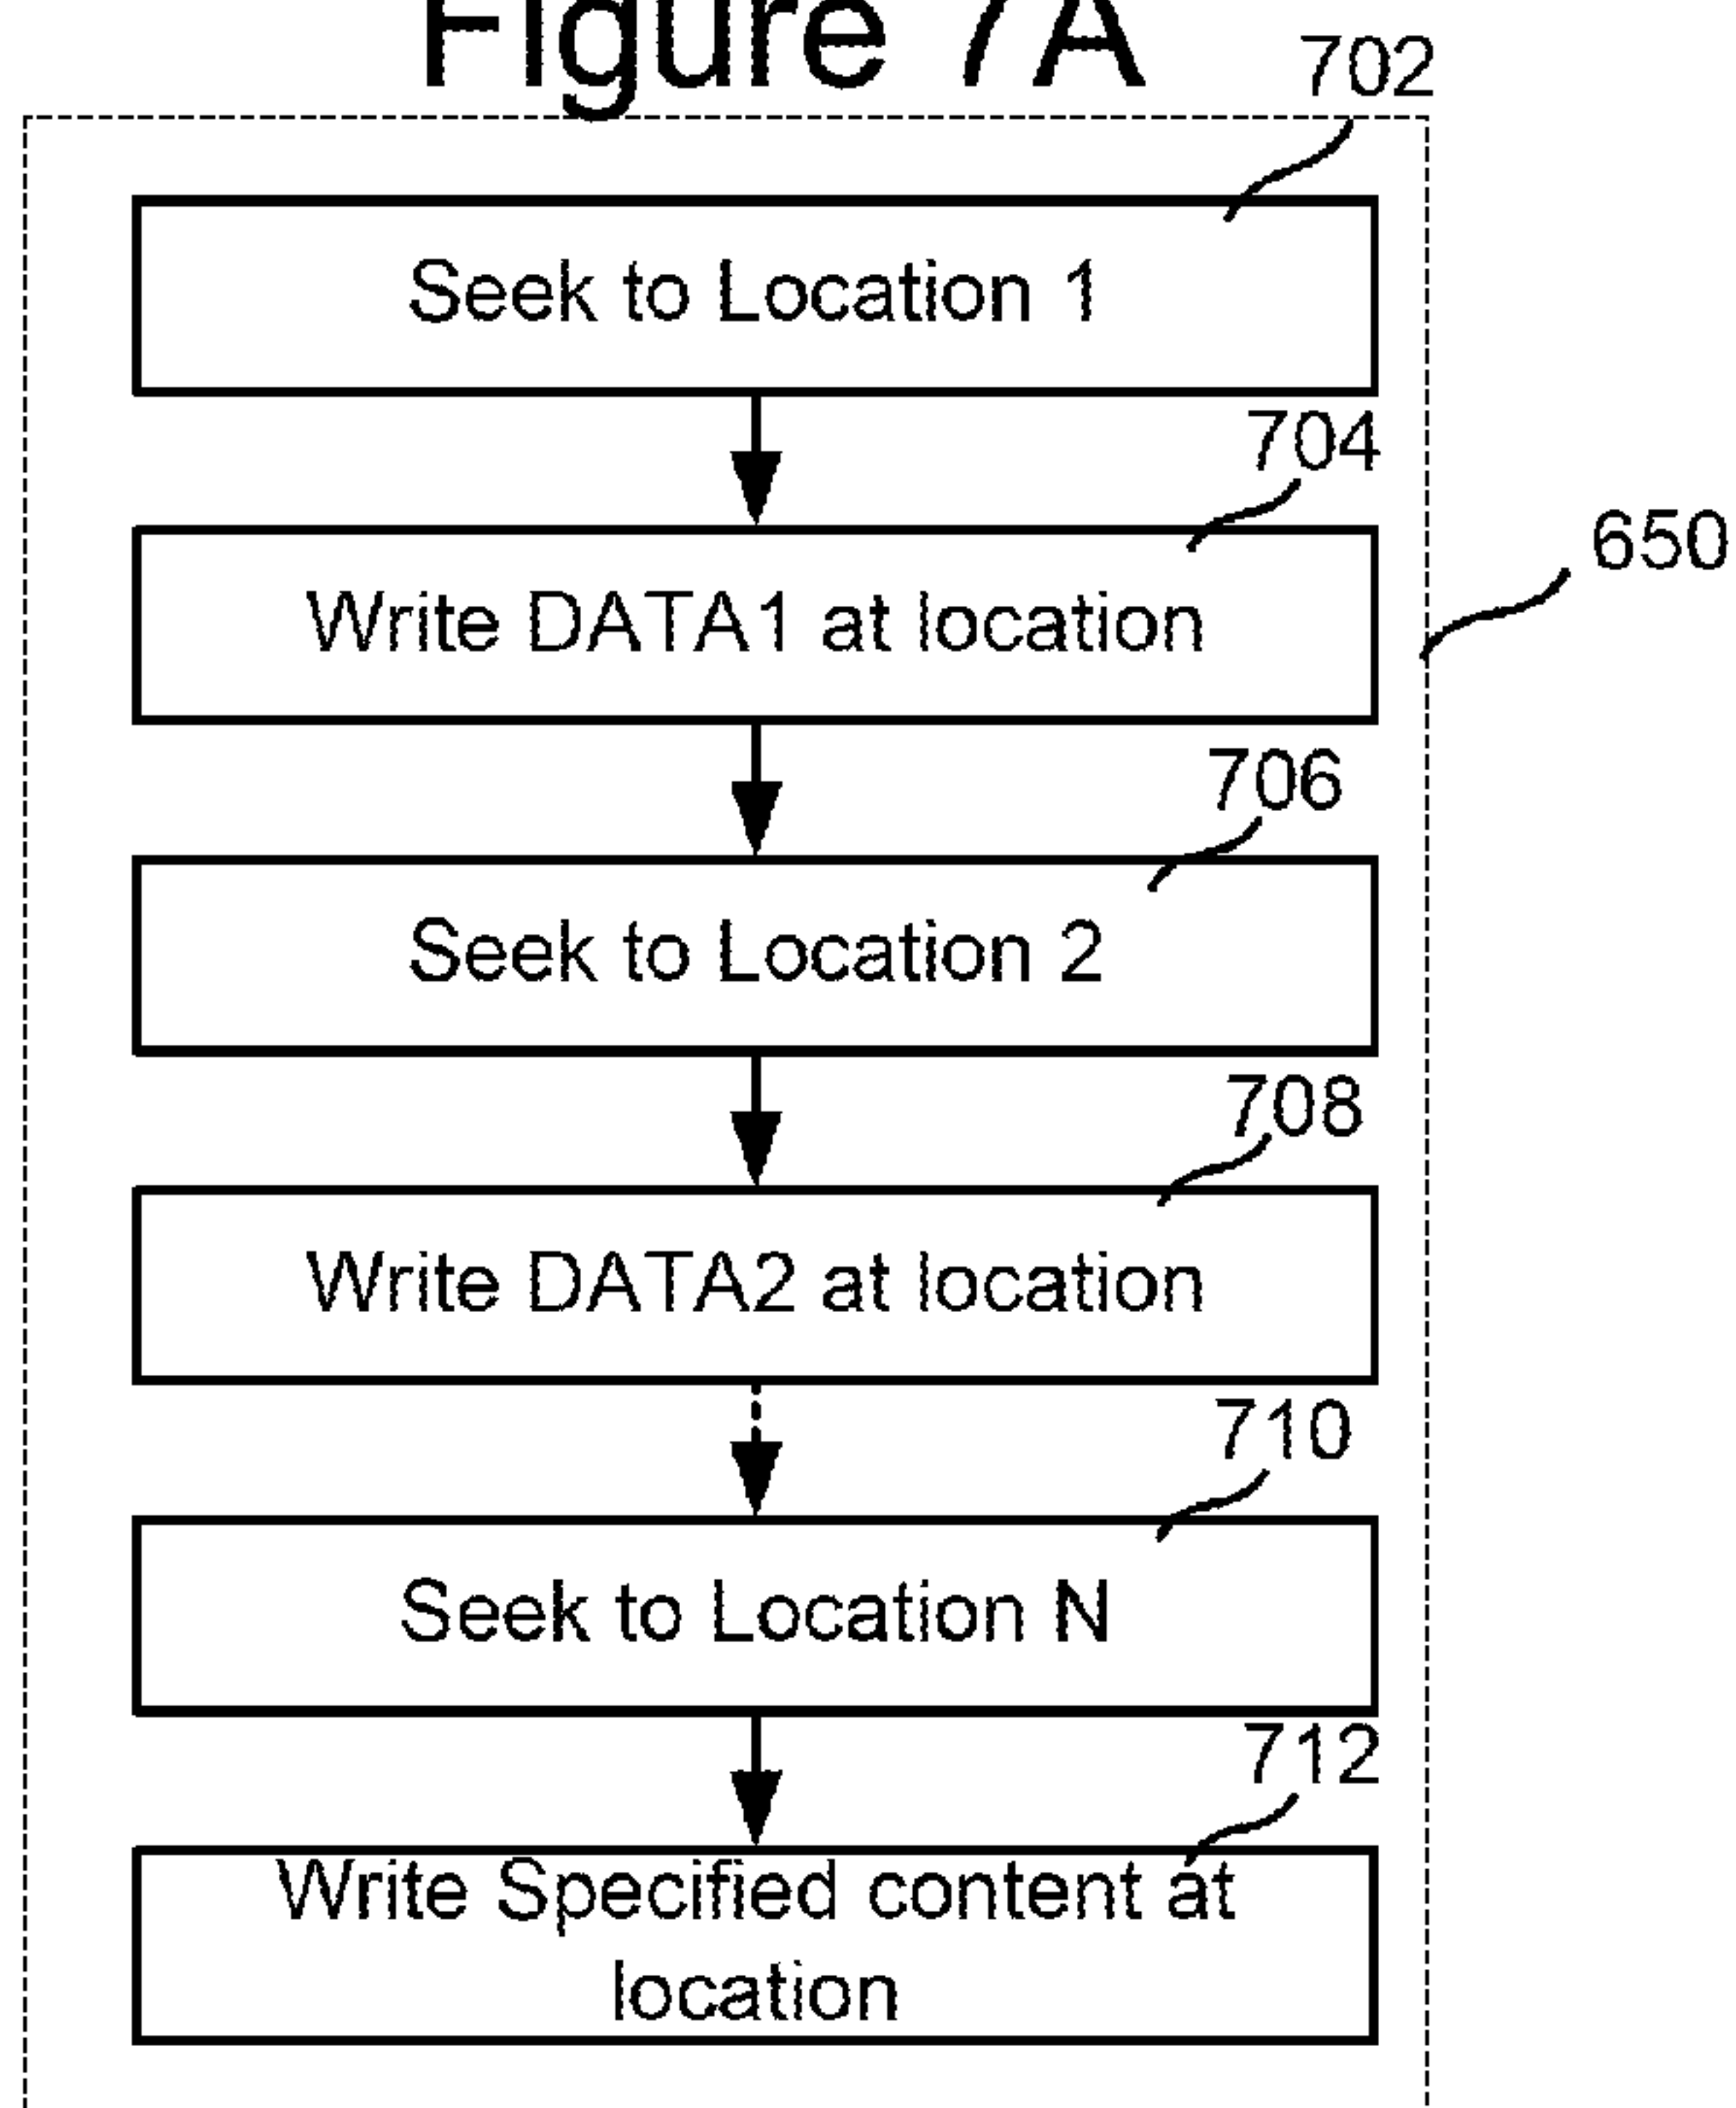 Figure 7A
702
Seek to Location 1
704
650
Write DATA1 at location
706
Seek to Location 2
708
Write DATA2 at location
710
Seek to Location N
712
Write Specified content at
location